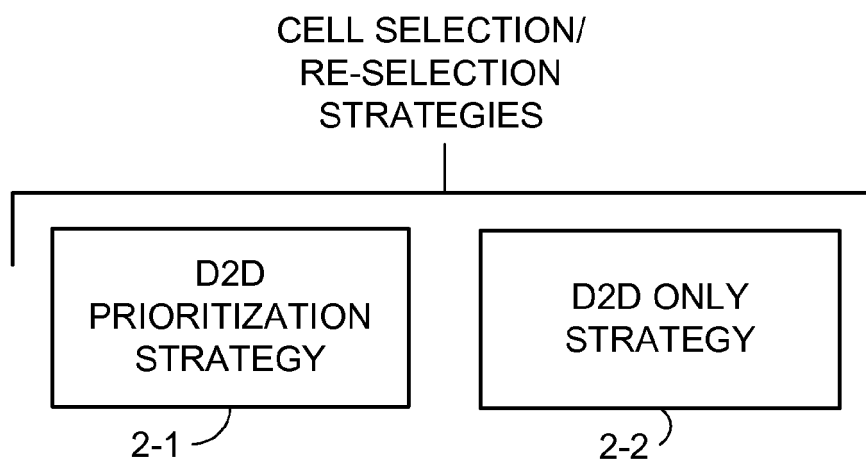 CELL SELECTION/
RE-SELECTION
STRATEGIES
D2D
PRIORITIZATION
STRATEGY
2-1
D2D ONLY
STRATEGY
2-2